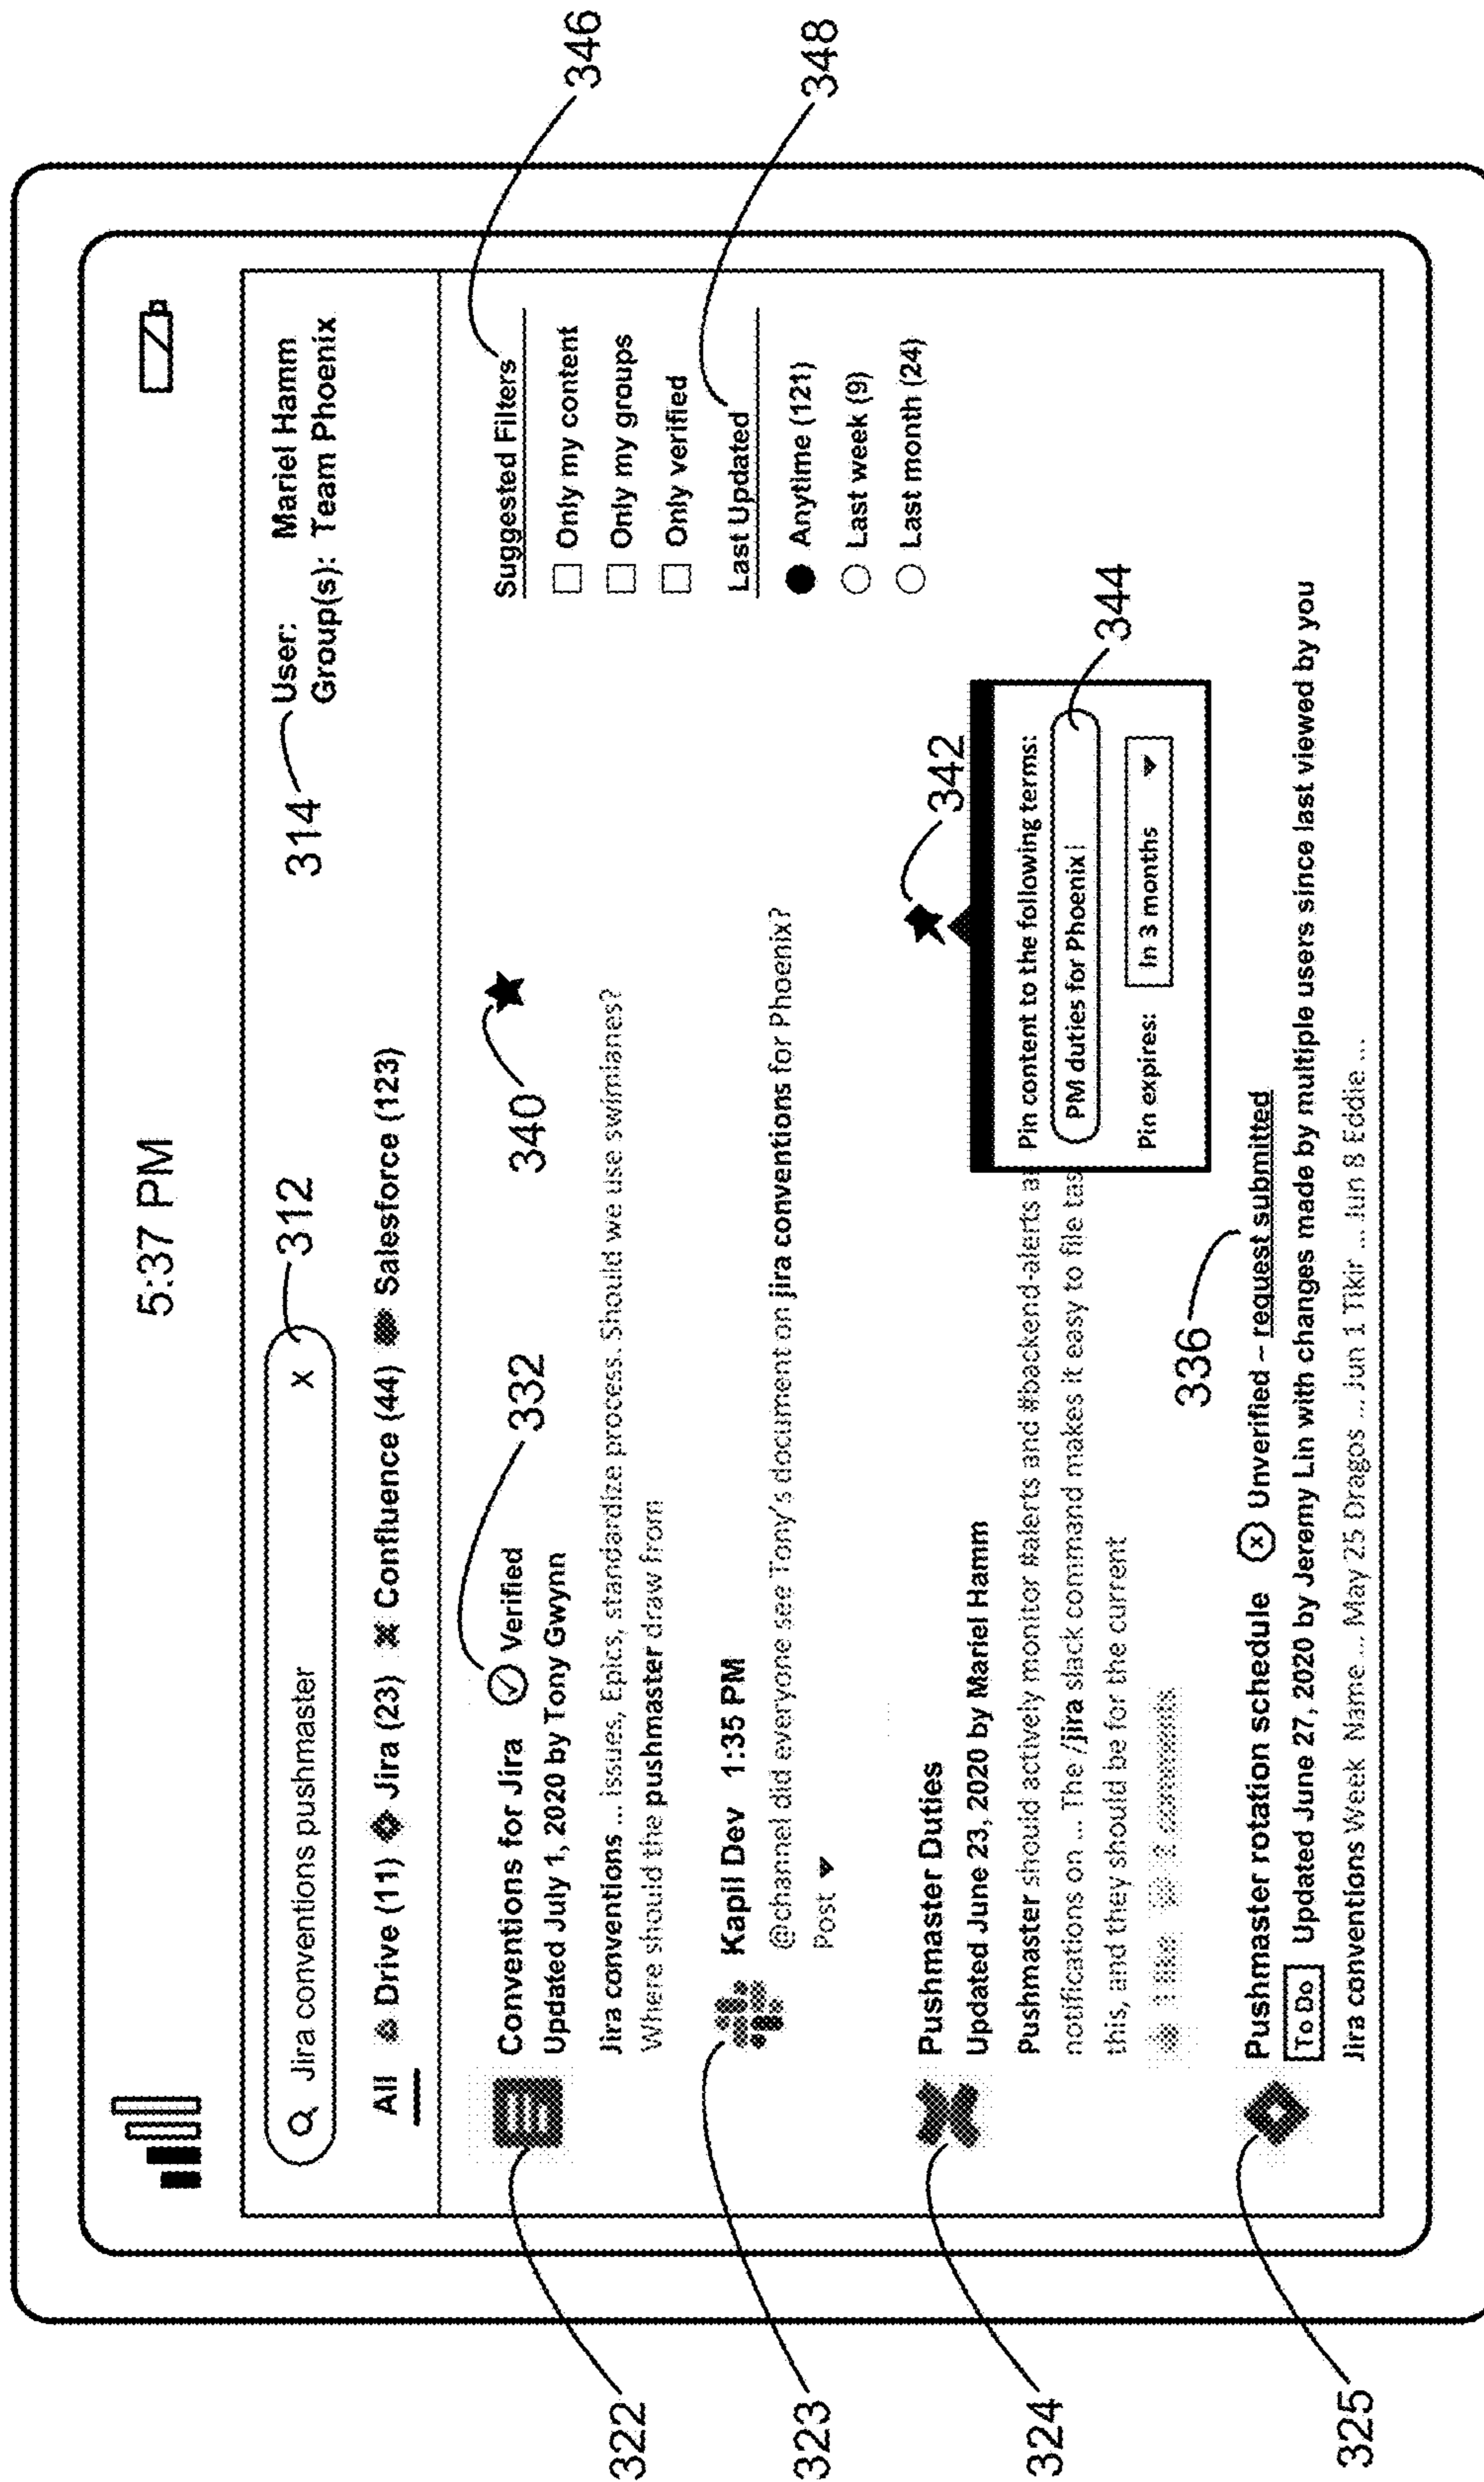 5:37 PM
Jira conventions pushmaster X
312
314
User: Mariel Hamm
Group(s): Team Phoenix
All Drive (11) Jira (23) Confluence (44) Salesforce (123)
322
Conventions for Jira Verified
332
340
Updated July 1, 2020 by Tony Gwynn
Jira conventions ... issues, Epics, standardize process. Should we use swimlanes?
Where should the pushmaster draw from
323
Kapil Dev 1:35 PM
@channel did everyone see Tony's document on jira conventions for Phoenix?
Post
324
Pushmaster Duties
Updated June 23, 2020 by Mariel Hamm
Pushmaster should actively monitor #alerts and #backend-alerts a
notifications on ... The /jira slack command makes it easy to file tas
this, and they should be for the current
342
Pin content to the following terms:
PM duties for Phoenix|
344
Pin expires: In 3 months
325
336
Pushmaster rotation schedule Unverified – request submitted
To Do Updated June 27, 2020 by Jeremy Lin with changes made by multiple users since last viewed by you
Jira conventions Week Name ... May 25 Dragos ... Jun 1 Tikir ... Jun 8 Eddie ...
Suggested Filters
346
Only my content
Only my groups
Only verified
Last Updated
348
Anytime (121)
Last week (9)
Last month (24)